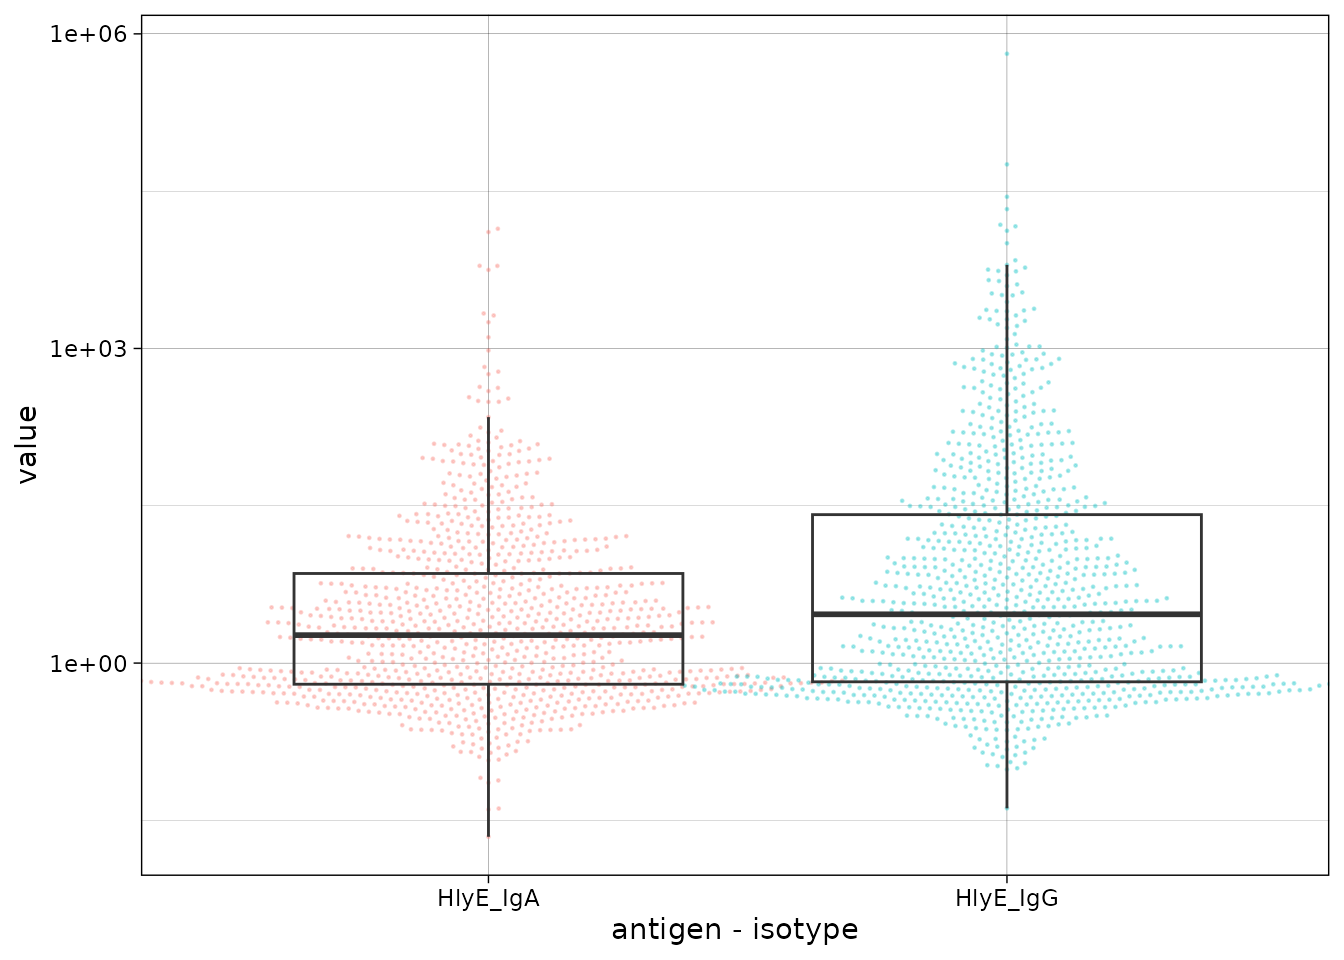 1e+06
1e+03
1e+00
value
HlyE_IgA
HlyE_IgG
antigen - isotype